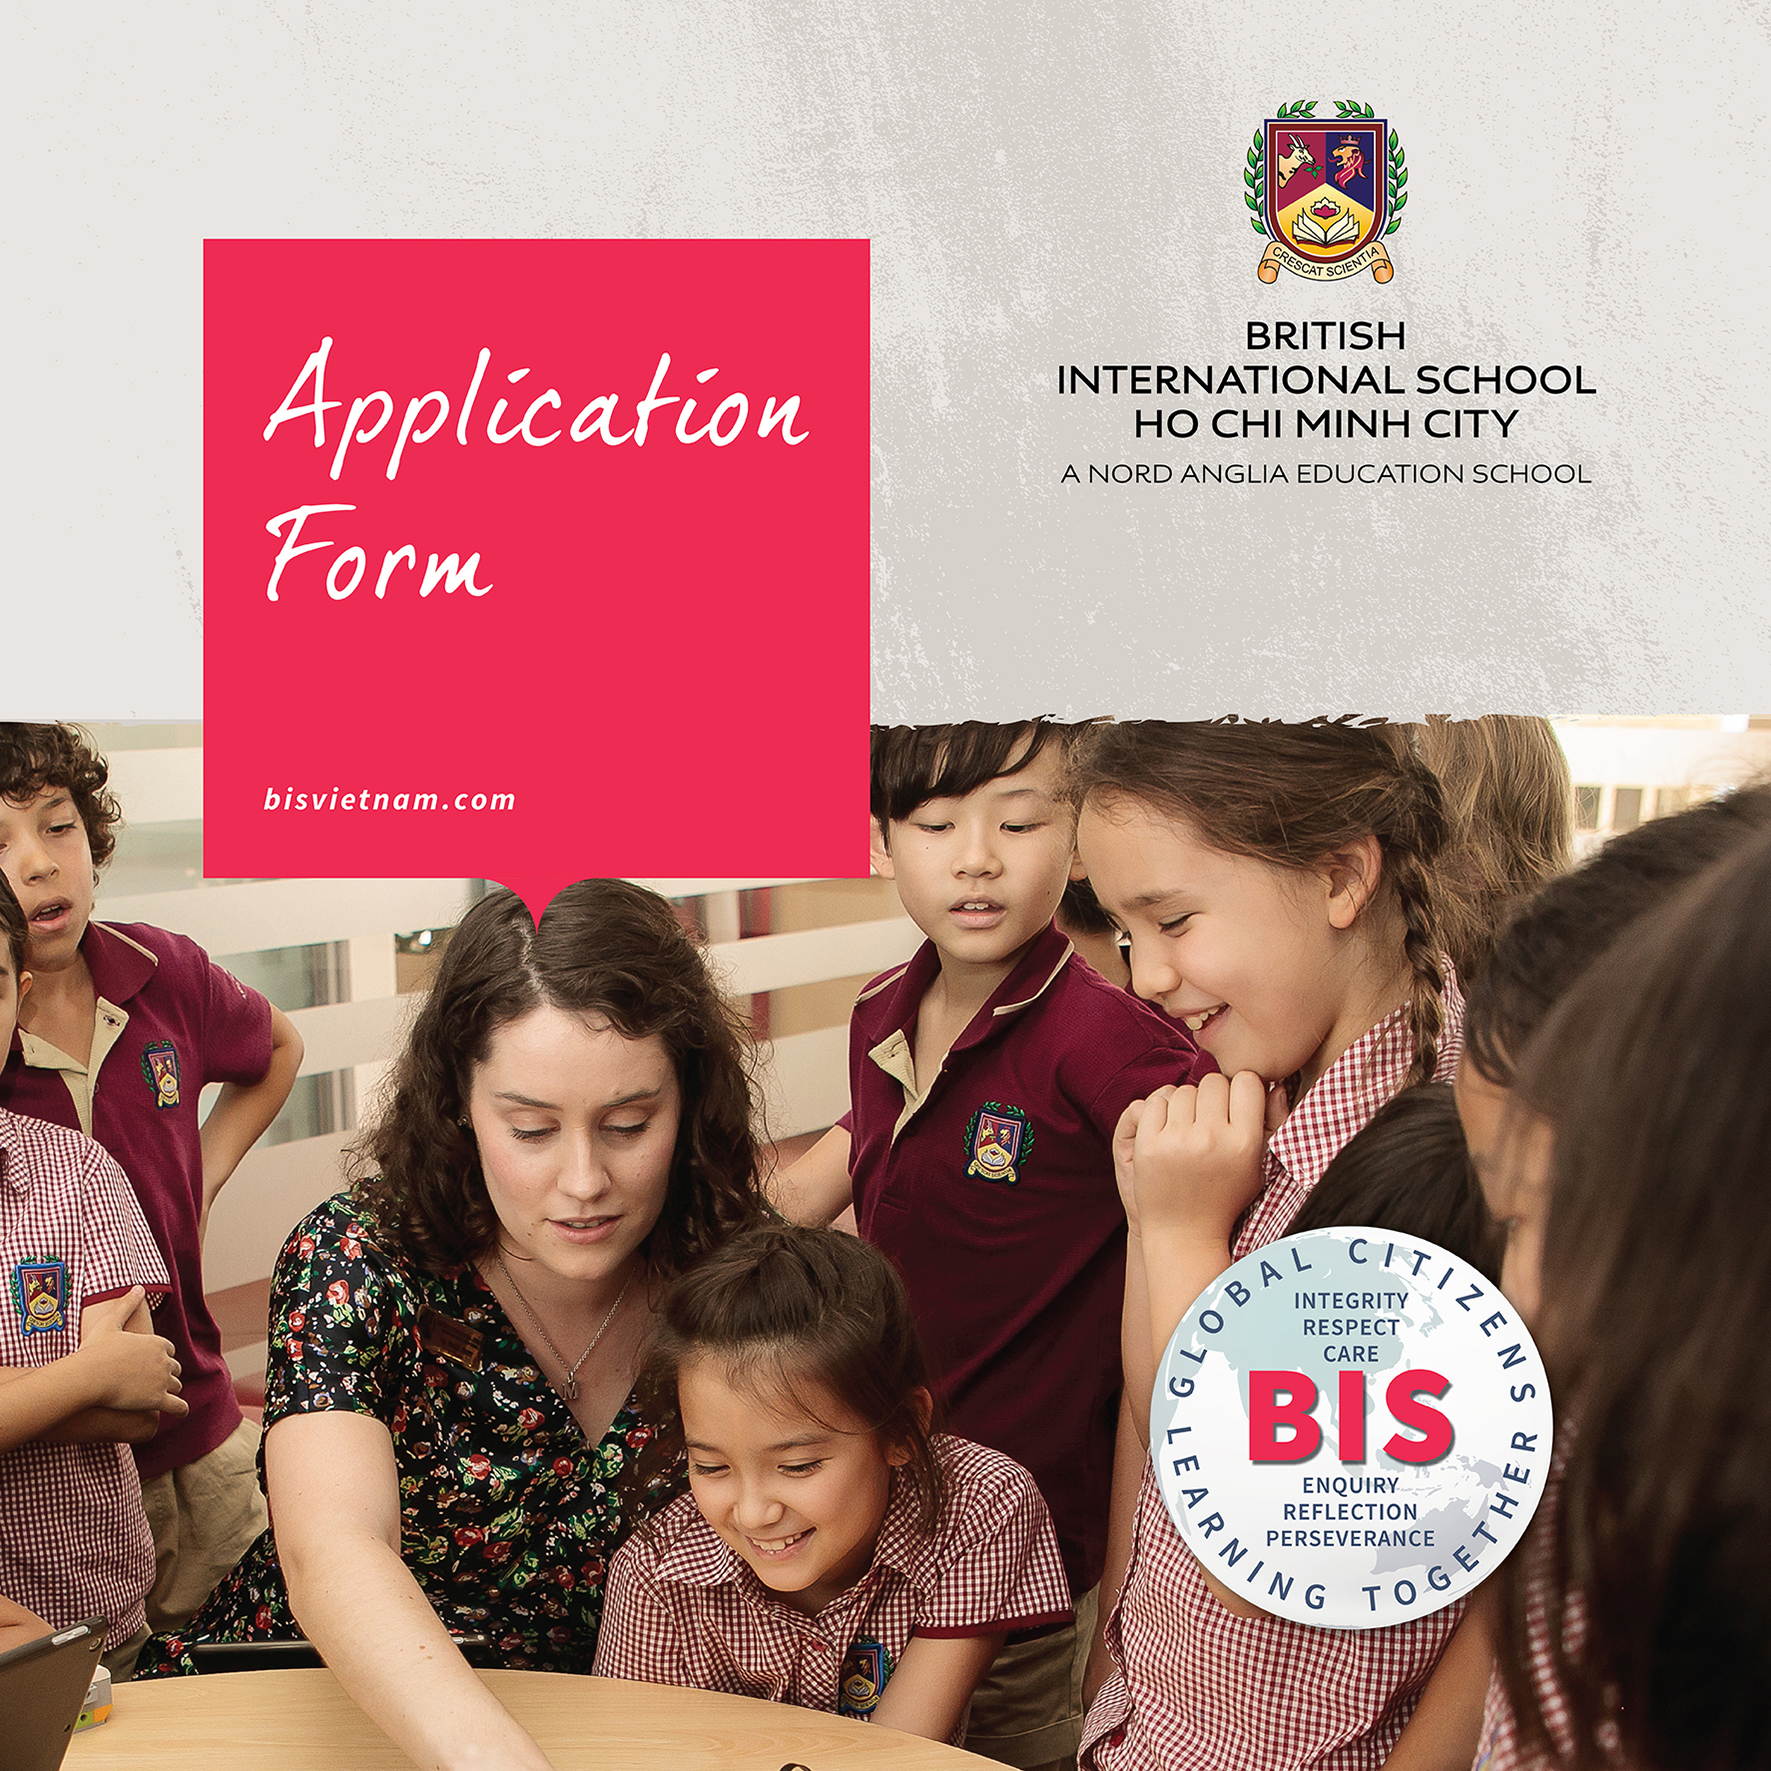 Application
Form
bisvietnam.com
CRESCAT SCIENTIA
BRITISH
INTERNATIONAL SCHOOL
HO CHI MINH CITY
A NORD ANGLIA EDUCATION SCHOOL
GLOBAL CITIZENS
INTEGRITY
RESPECT
CARE
BIS
ENQUIRY
REFLECTION
PERSEVERANCE
LEARNING TOGETHER